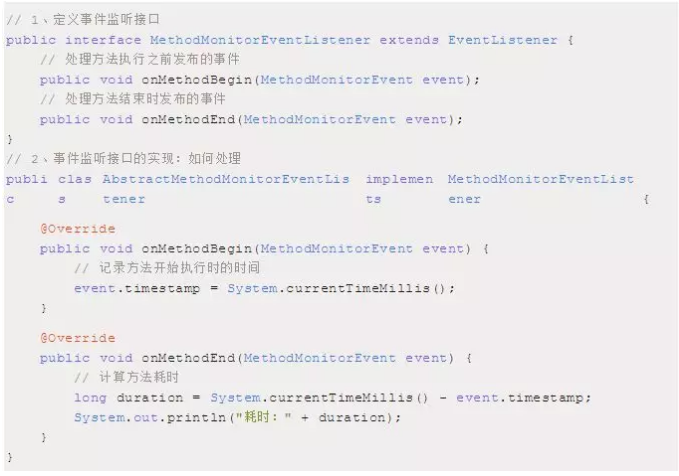 // 1、定义事件监听接口
public interface MethodMonitorEventListener extends EventListener {
// 处理方法执行之前发布的事件
public void onMethodBegin(MethodMonitorEvent event);
// 处理方法结束时发布的事件
public void onMethodEnd(MethodMonitorEvent event);
}
// 2、事件监听接口的实现：如何处理
publi clas AbstractMethodMonitorEventLis implemen MethodMonitorEventList
c s tener ts ener {
@Override
public void onMethodBegin(MethodMonitorEvent event) {
// 记录方法开始执行时的时间
event.timestamp = System.currentTimeMillis();
}
@Override
public void onMethodEnd(MethodMonitorEvent event) {
// 计算方法耗时
long duration = System.currentTimeMillis() - event.timestamp;
System.out.println("耗时：" + duration);
}
}